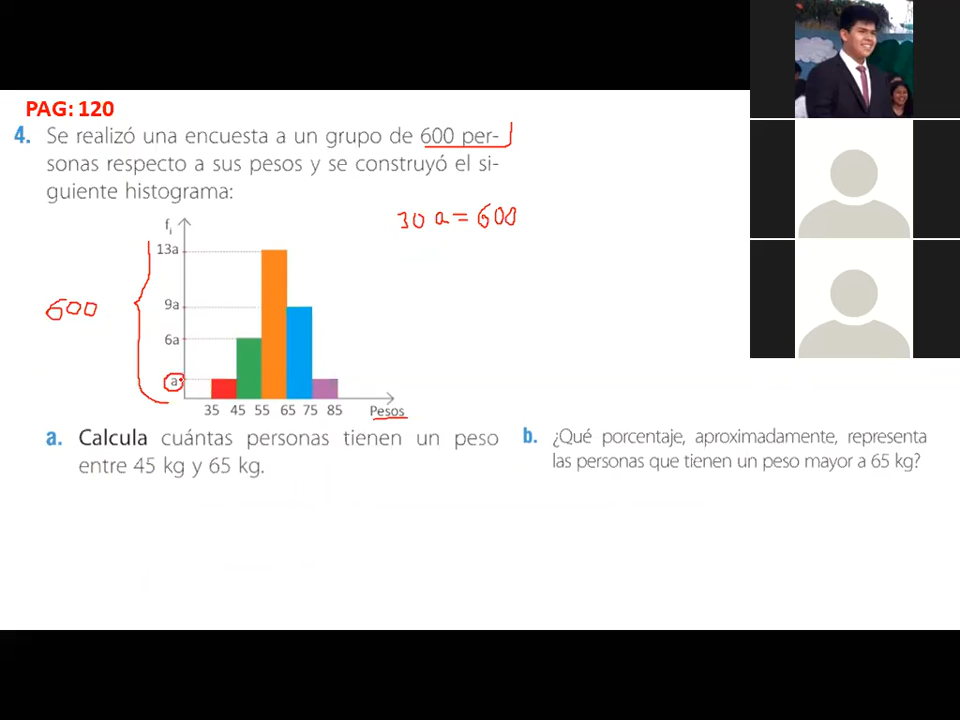 PAG: 120
4. Se realizó una encuesta a un grupo de 600 per-
sonas respecto a sus pesos y se construyó el si-
guiente histograma:
30 a = 600
fi
13a
9a
600
6a
a
35 45 55 65 75 85 Pesos
a. Calcula cuántas personas tienen un peso
entre 45 kg y 65 kg.
b. ¿Qué porcentaje, aproximadamente, representa
las personas que tienen un peso mayor a 65 kg?